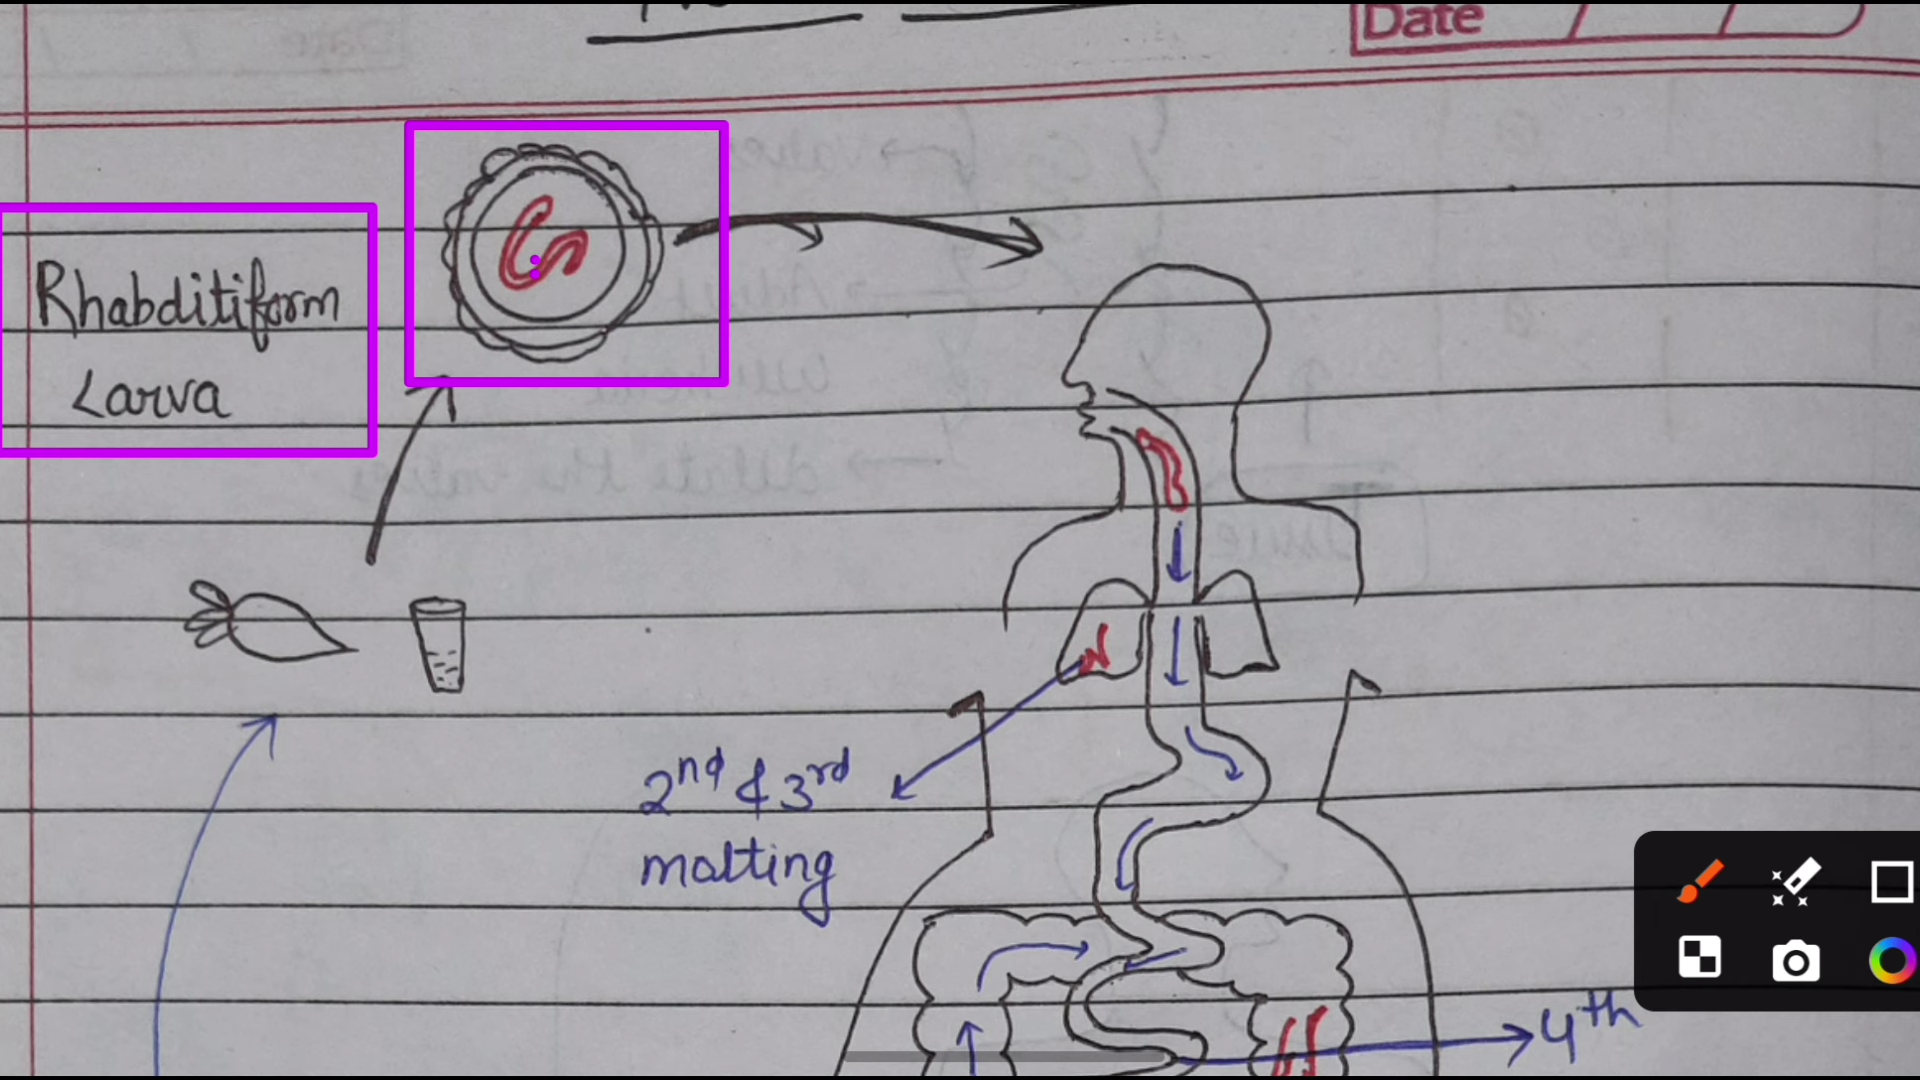 Date
Rhabditiform
Larva
2nd & 3rd
malting
4th